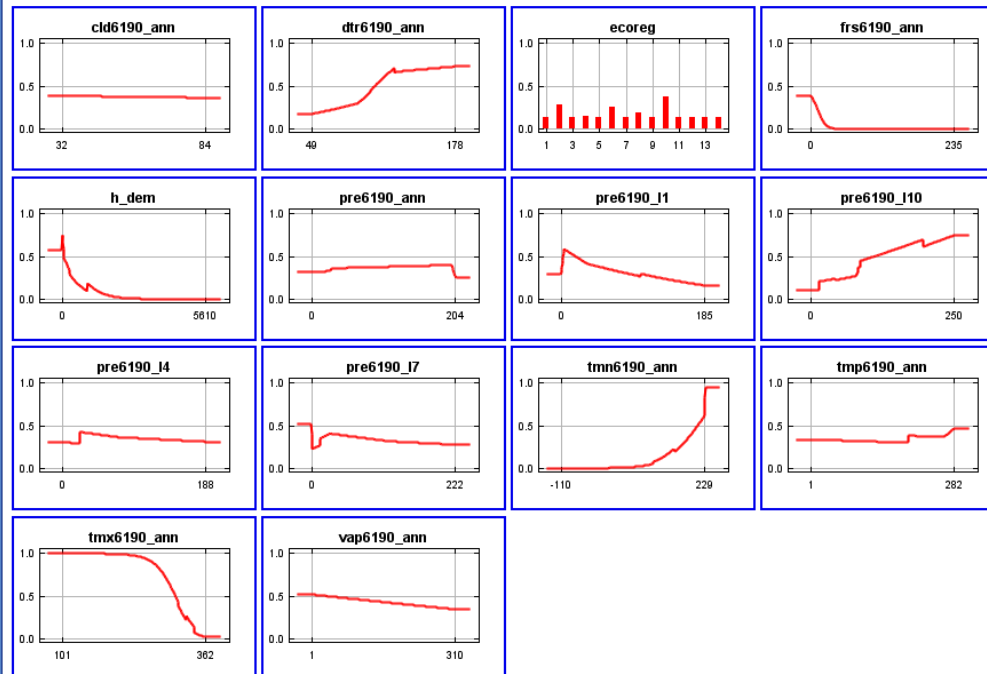 cld6190_ann dtr6190_ann ecoreg frs6190_ann
1.0 1.0 1.0 1.0
0.5 0.5 0.5 0.5
0.0 0.0 0.0 0.0
32 84 49 178 1 3 5 7 9 11 13 0 235
h_dem pre6190_ann pre6190_l1 pre6190_l10
1.0 1.0 1.0 1.0
0.5 0.5 0.5 0.5
0.0 0.0 0.0 0.0
0 5610 0 204 0 185 0 250
pre6190_l4 pre6190_l7 tmn6190_ann tmp6190_ann
1.0 1.0 1.0 1.0
0.5 0.5 0.5 0.5
0.0 0.0 0.0 0.0
0 188 0 222 -110 229 1 282
tmx6190_ann vap6190_ann
1.0 1.0
0.5 0.5
0.0 0.0
101 362 1 310